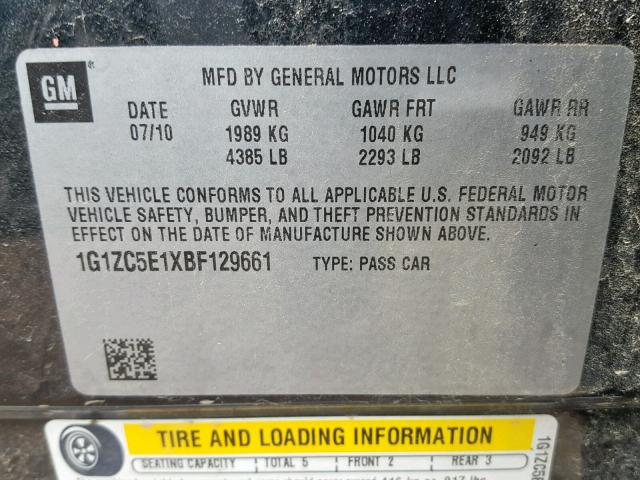 GM
MFD BY GENERAL MOTORS LLC
DATE GVWR GAWR FRT GAWR RR
07/10 1989 KG 1040 KG 949 KG
4385 LB 2293 LB 2092 LB
THIS VEHICLE CONFORMS TO ALL APPLICABLE U.S. FEDERAL MOTOR
VEHICLE SAFETY, BUMPER, AND THEFT PREVENTION STANDARDS IN
EFFECT ON THE DATE OF MANUFACTURE SHOWN ABOVE.
1G1ZC5E1XBF129661 TYPE: PASS CAR
TIRE AND LOADING INFORMATION
SEATING CAPACITY TOTAL 5 FRONT 2 REAR 3
1G1ZC5